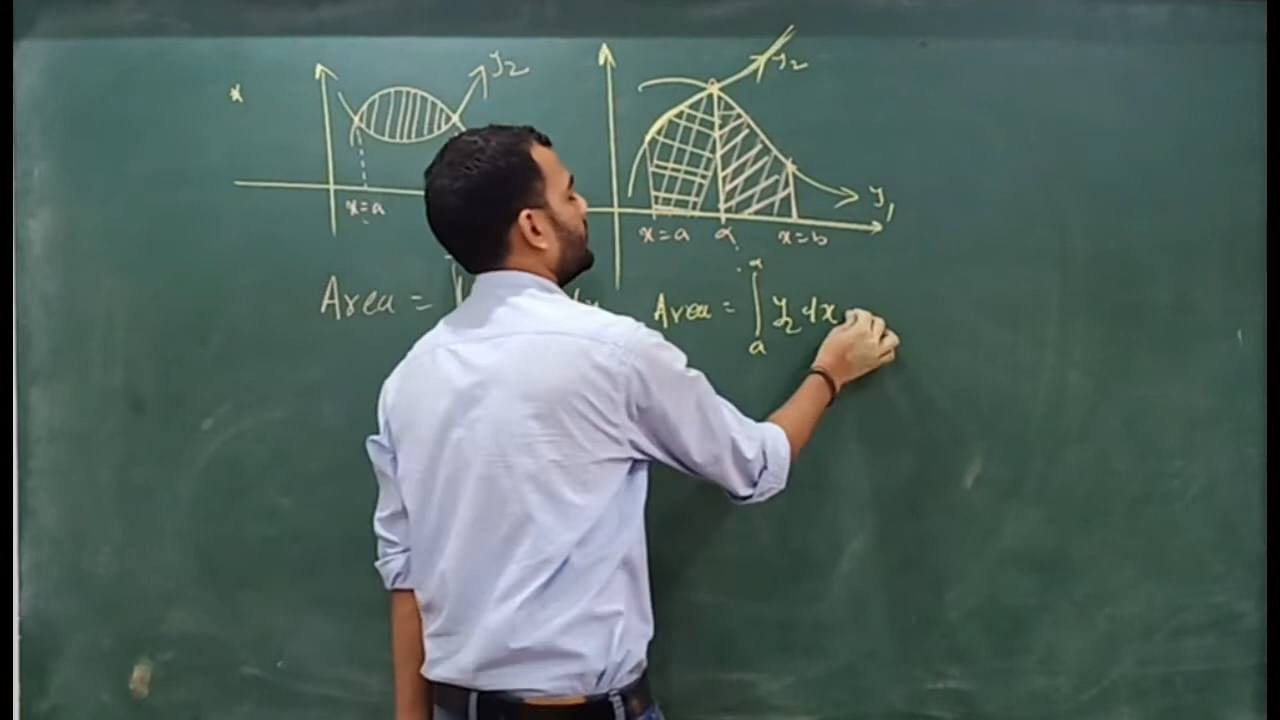 *
y₂
x=a
Area = ∫
y₂
y₁
x=a
α
x=b
Area = ∫ₐ^α y₂ dx